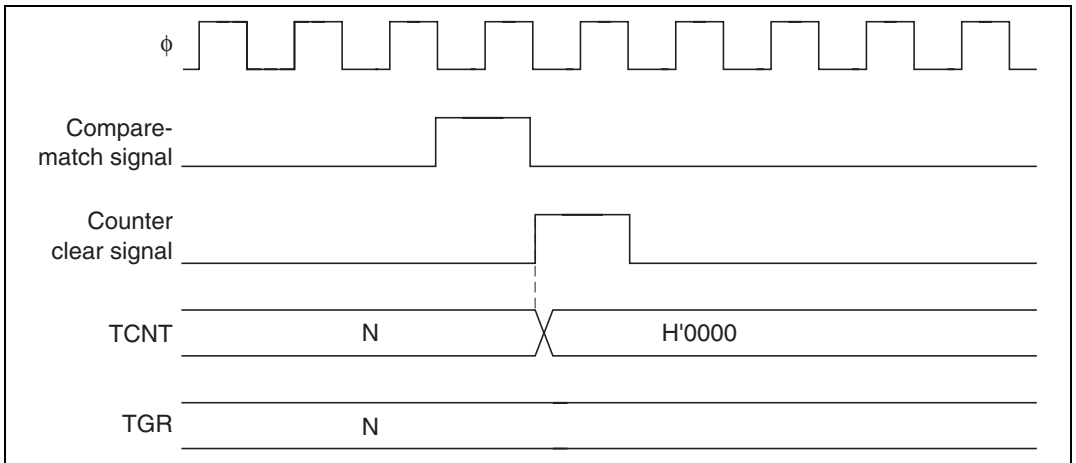 ϕ
Compare-
match signal
Counter
clear signal
TCNT
N
H'0000
TGR
N